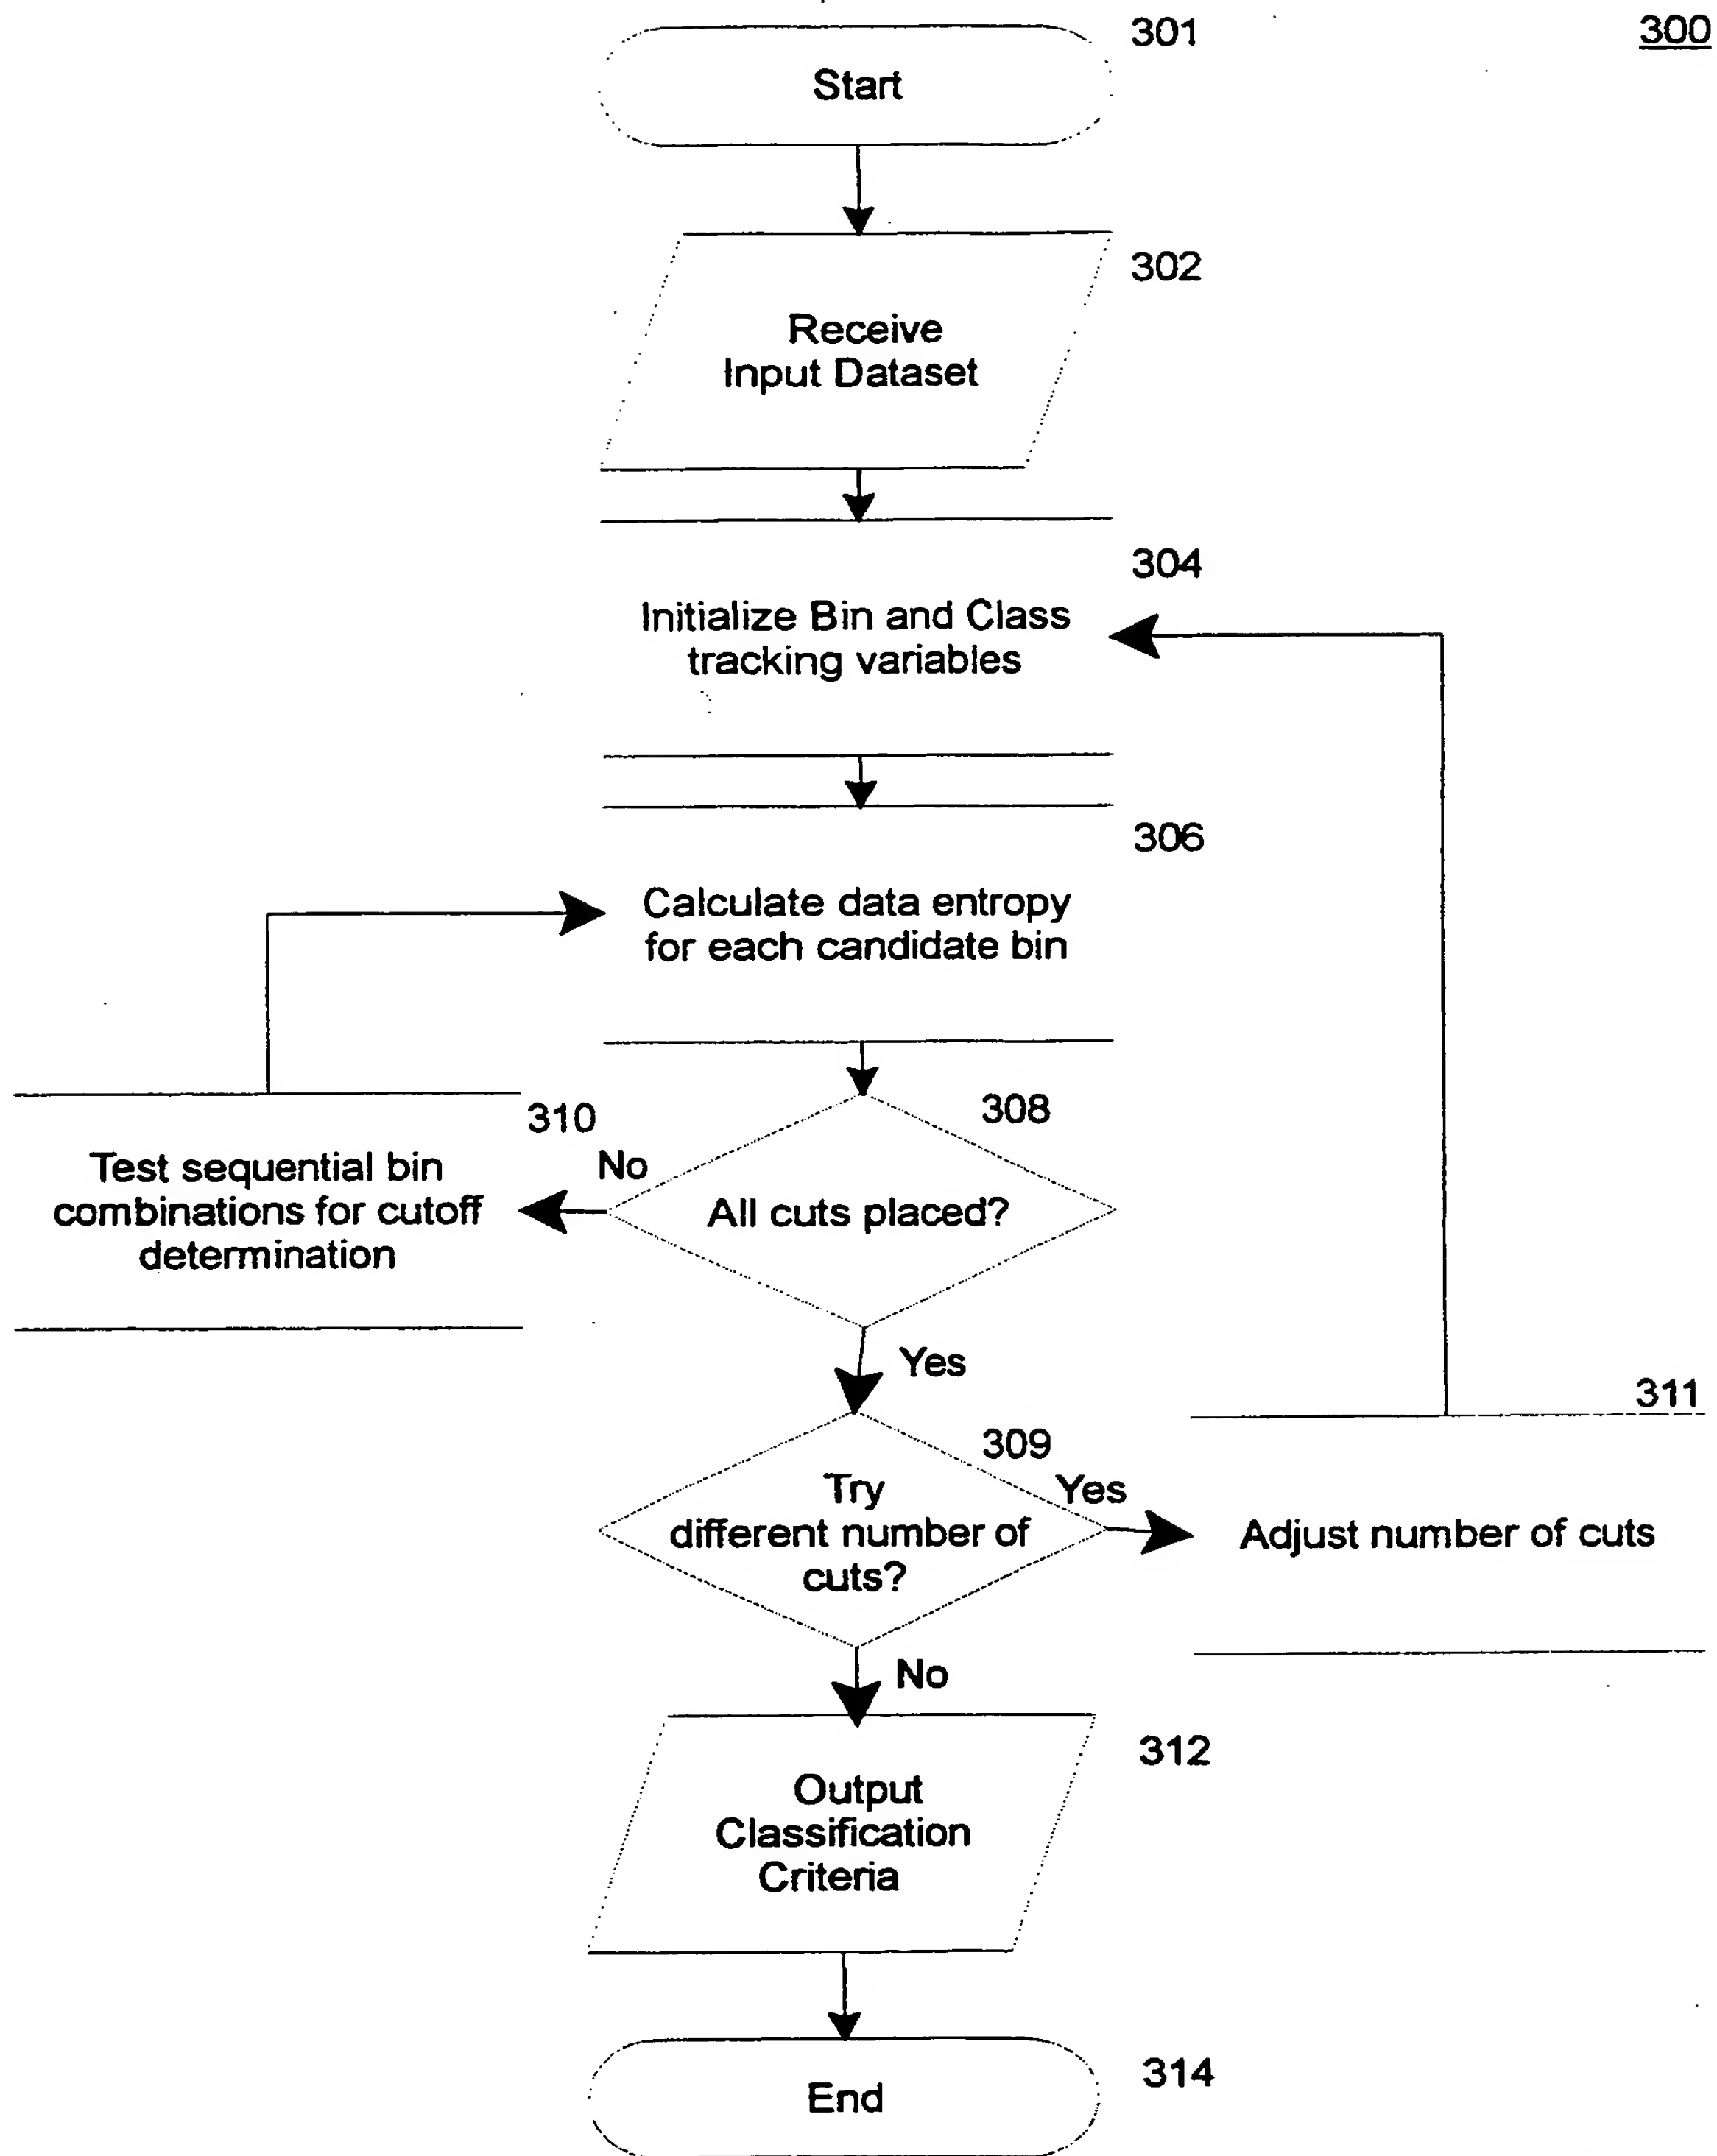 301
300
Start
302
Receive
Input Dataset
304
Initialize Bin and Class
tracking variables
306
Calculate data entropy
for each candidate bin
308
310
No
Test sequential bin
combinations for cutoff
determination
All cuts placed?
Yes
311
309
Yes
Try
different number of
cuts?
Adjust number of cuts
No
312
Output
Classification
Criteria
314
End